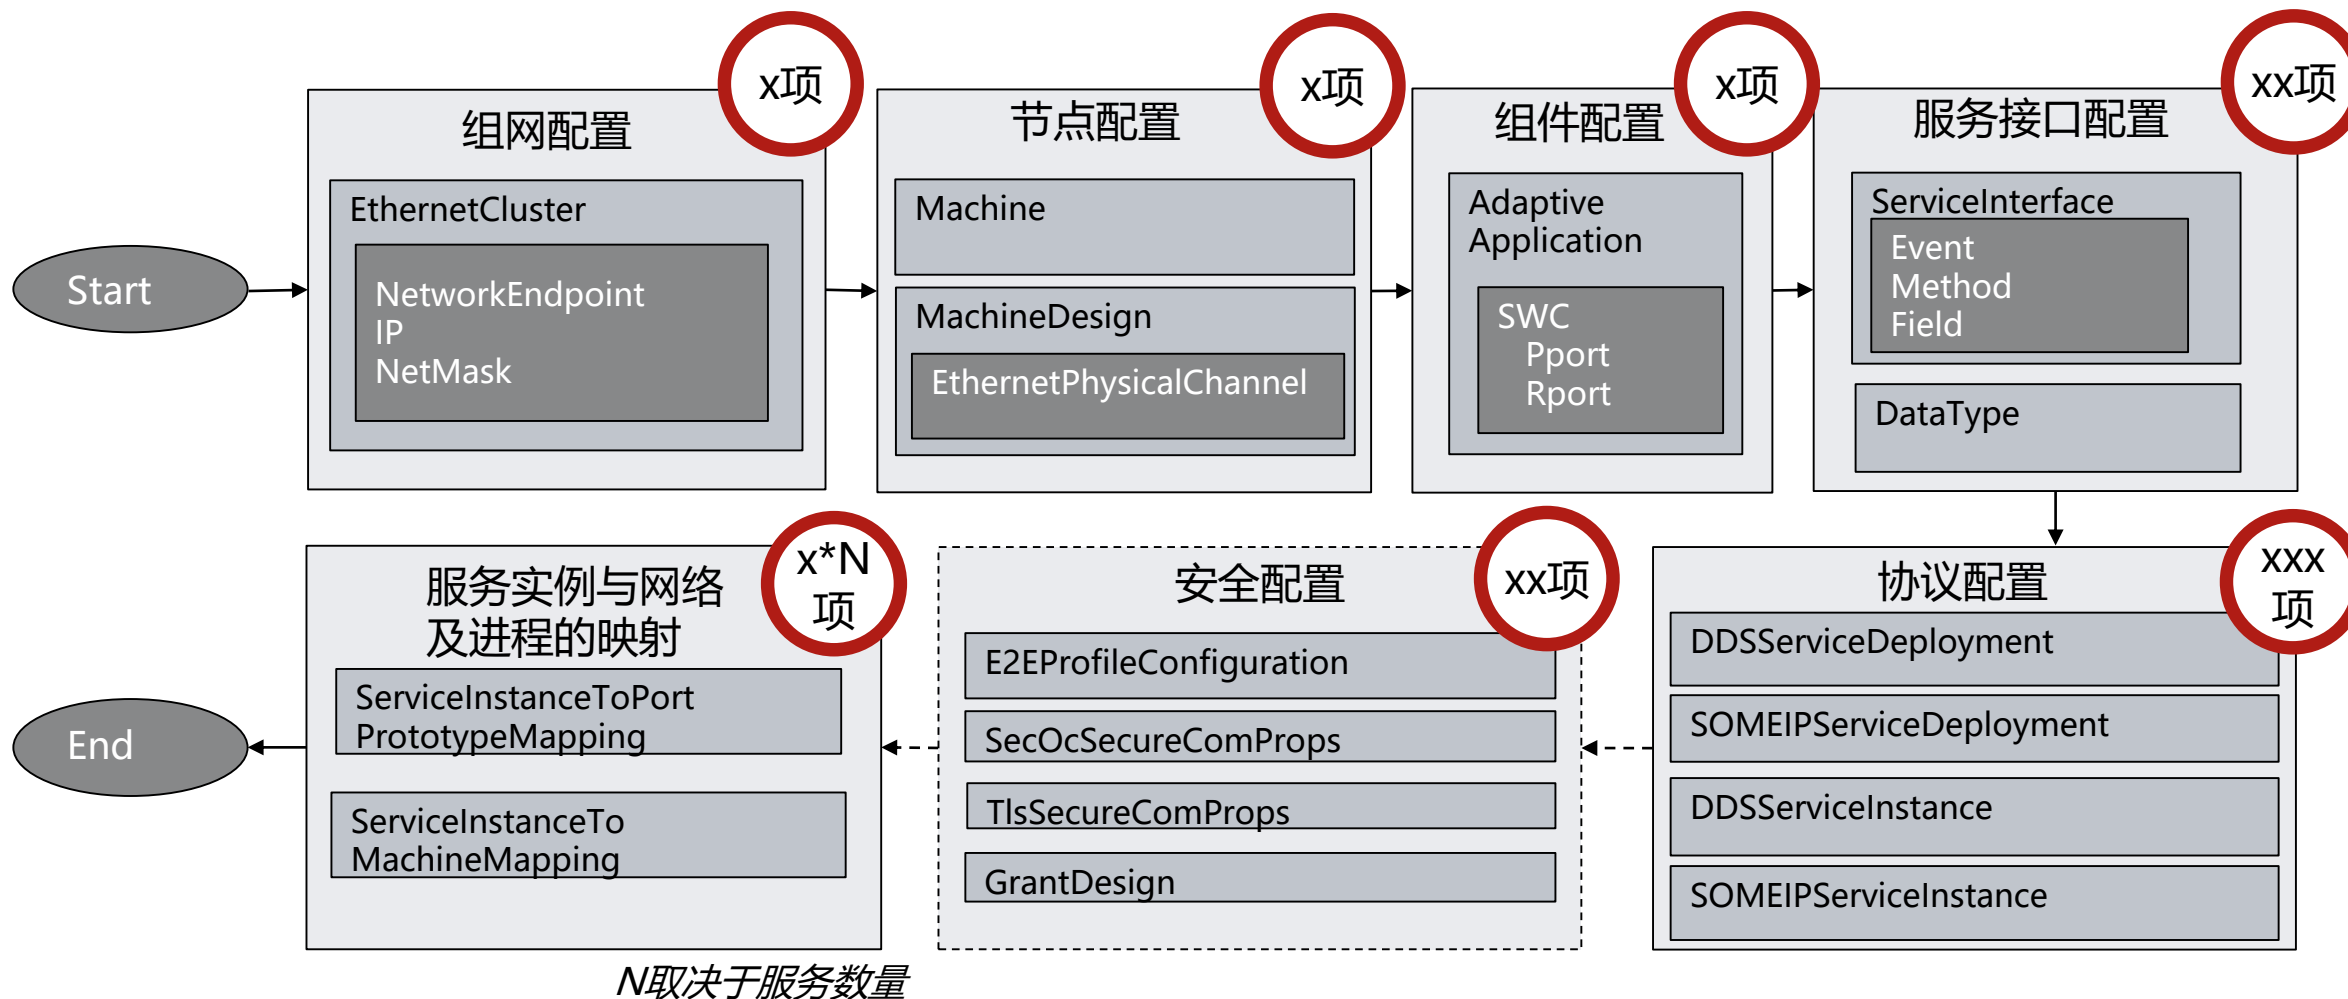 Start
组网配置
x项
EthernetCluster
NetworkEndpoint
IP
NetMask
节点配置
x项
Machine
MachineDesign
EthernetPhysicalChannel
组件配置
x项
Adaptive
Application
SWC
Pport
Rport
服务接口配置
xx项
ServiceInterface
Event
Method
Field
DataType
协议配置
xxx
项
DDSServiceDeployment
SOMEIPServiceDeployment
DDSServiceInstance
SOMEIPServiceInstance
安全配置
xx项
E2EProfileConfiguration
SecOcSecureComProps
TlsSecureComProps
GrantDesign
服务实例与网络
及进程的映射
x*N
项
ServiceInstanceToPort
PrototypeMapping
ServiceInstanceTo
MachineMapping
End
N取决于服务数量